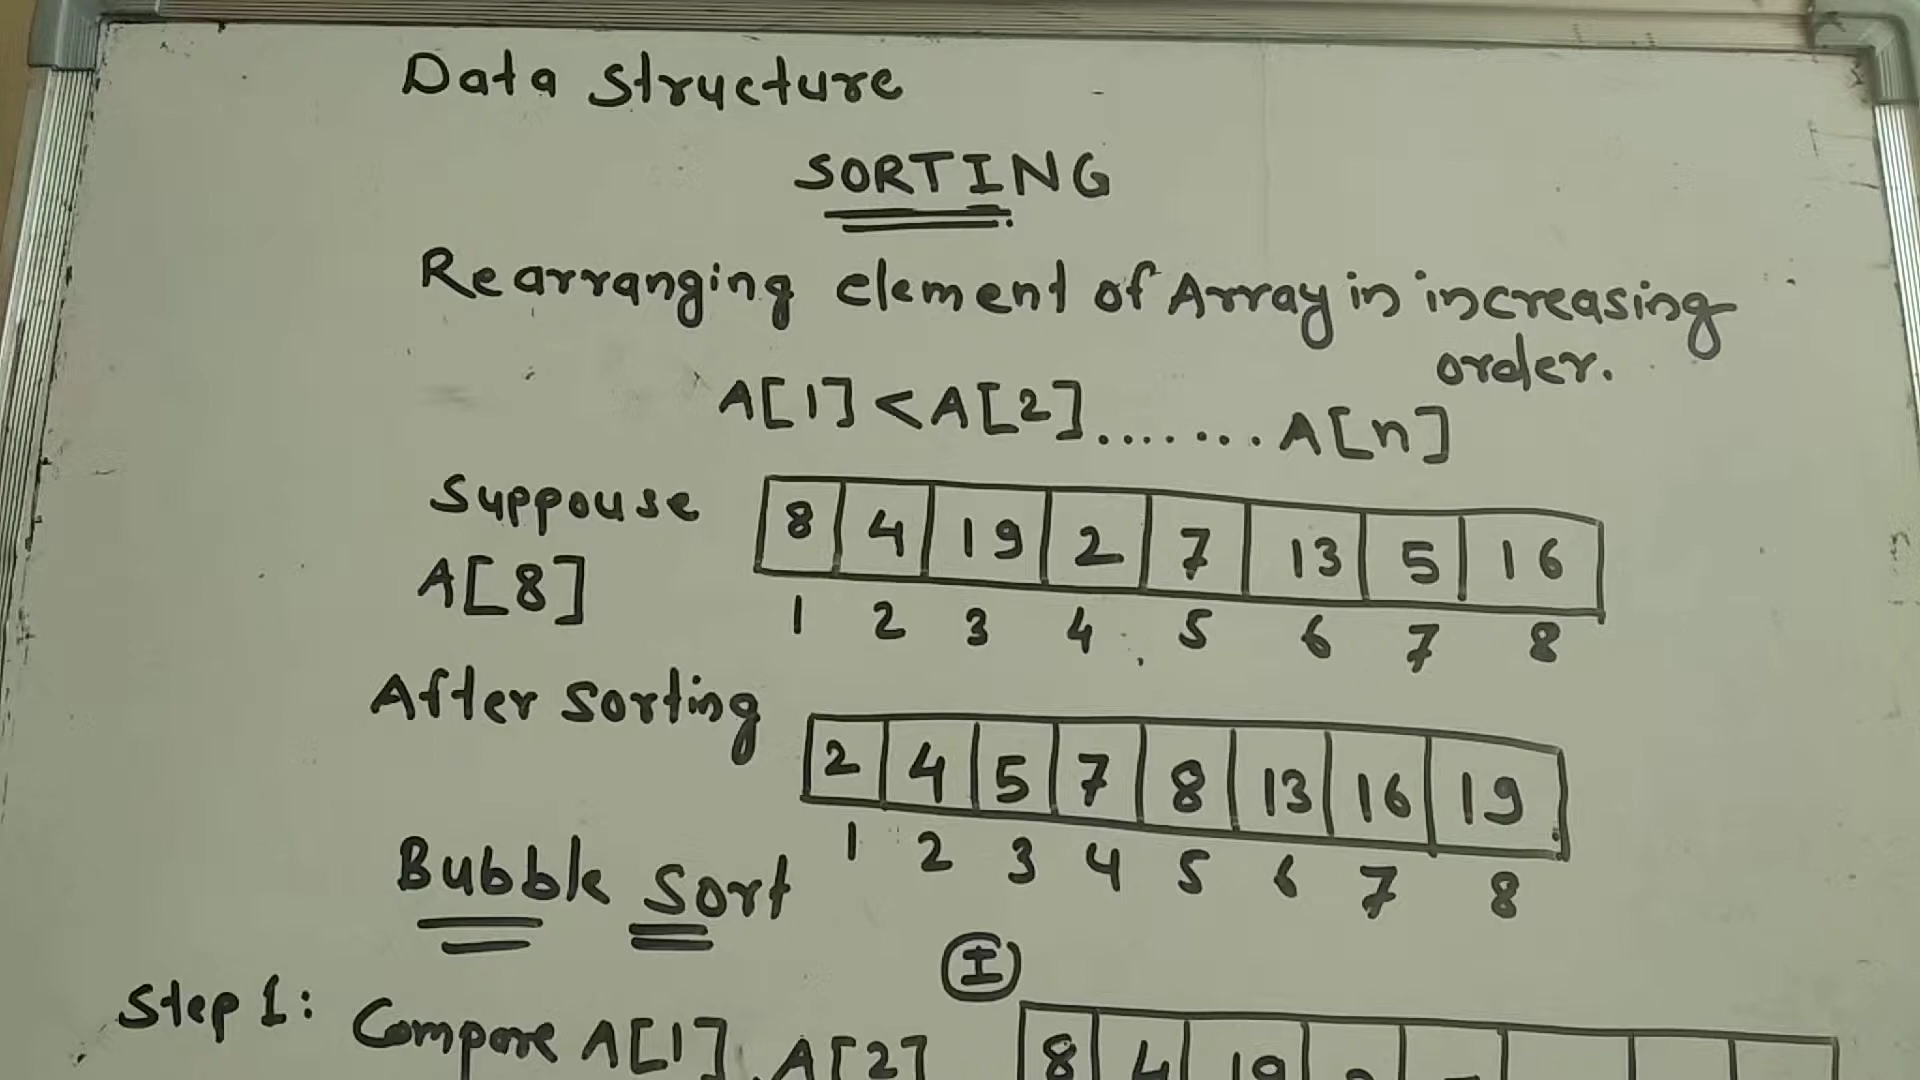 Data Structure
SORTING
Rearranging element of Array in increasing
order.
A[1] < A[2] ....... A[n]
Suppouse 8 4 19 2 7 13 5 16
A[8] 1 2 3 4 5 6 7 8
After Sorting 2 4 5 7 8 13 16 19
1 2 3 4 5 6 7 8
Bubble Sort
I
Step 1: Compare A[1], A[2] 8 4 19